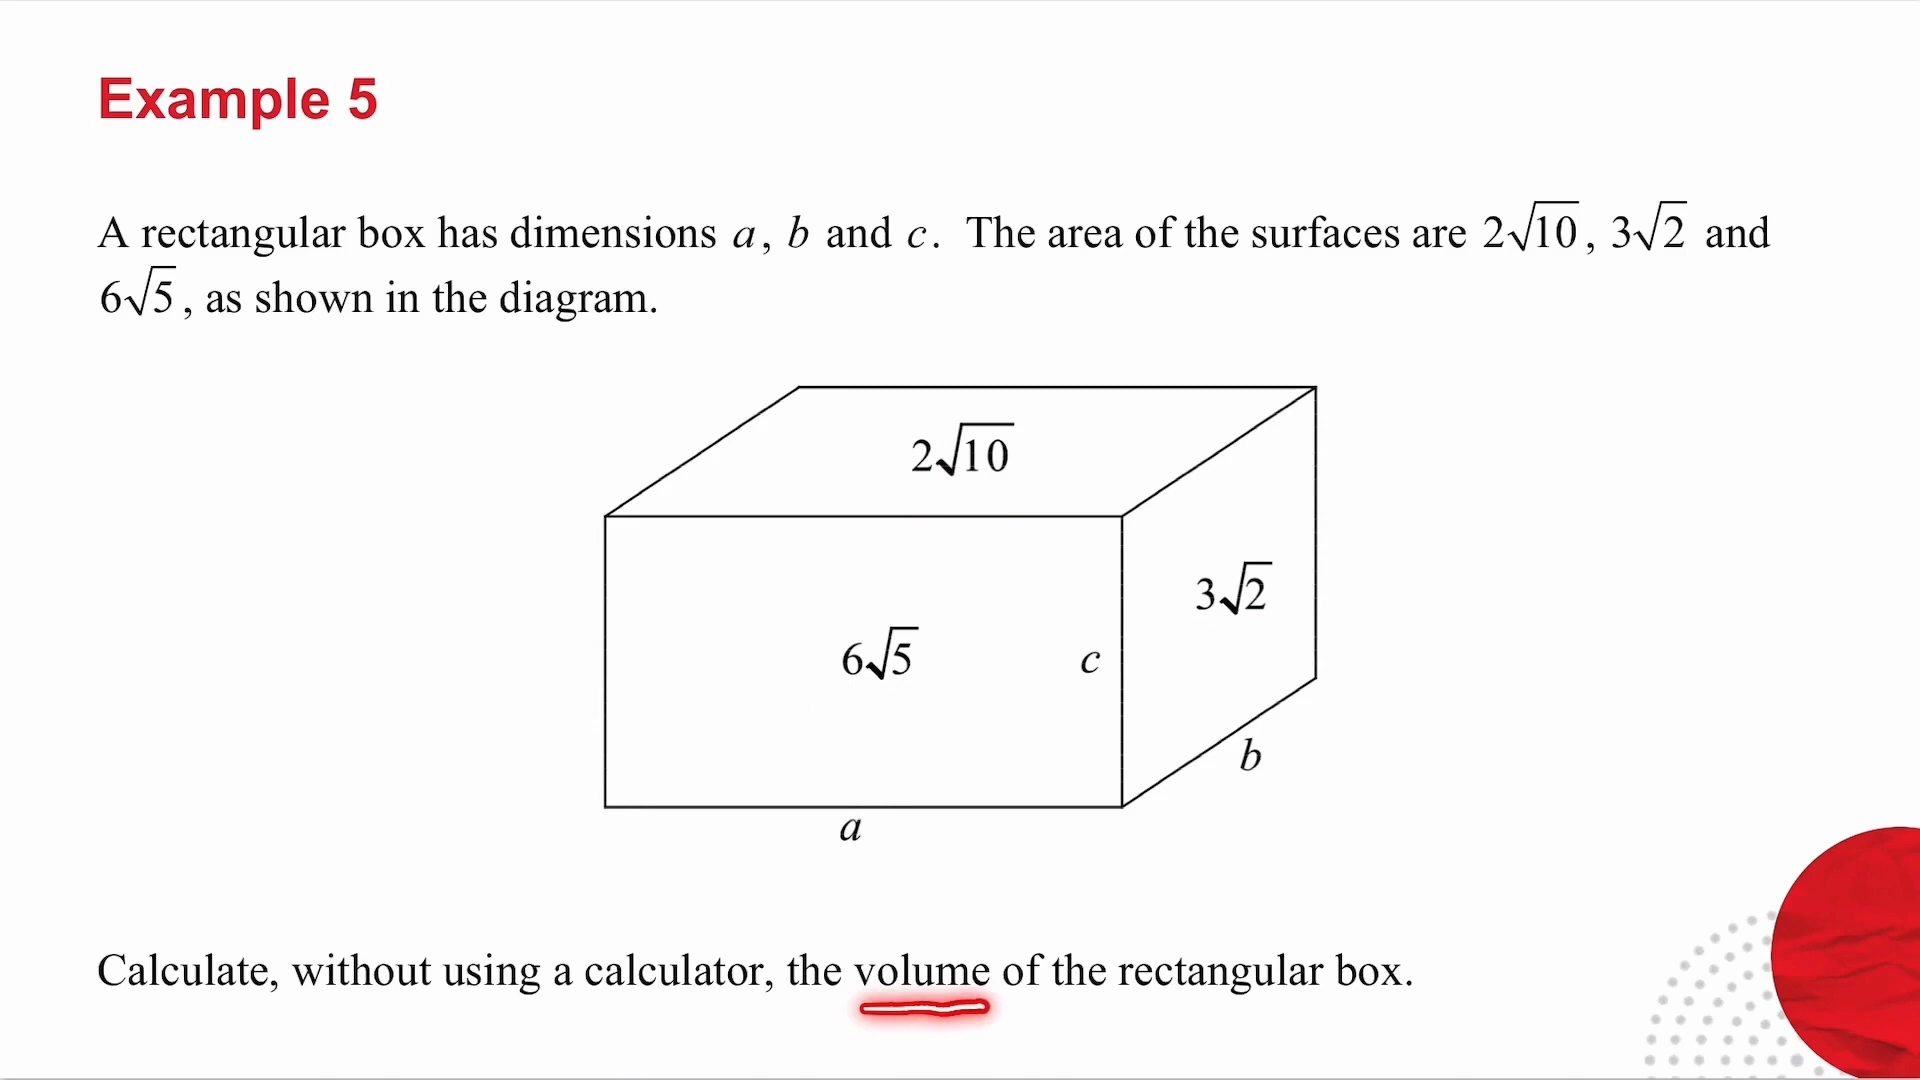 Example 5
A rectangular box has dimensions a, b and c. The area of the surfaces are 2√10, 3√2 and
6√5, as shown in the diagram.
2√10
3√2
6√5
c
b
a
Calculate, without using a calculator, the volume of the rectangular box.